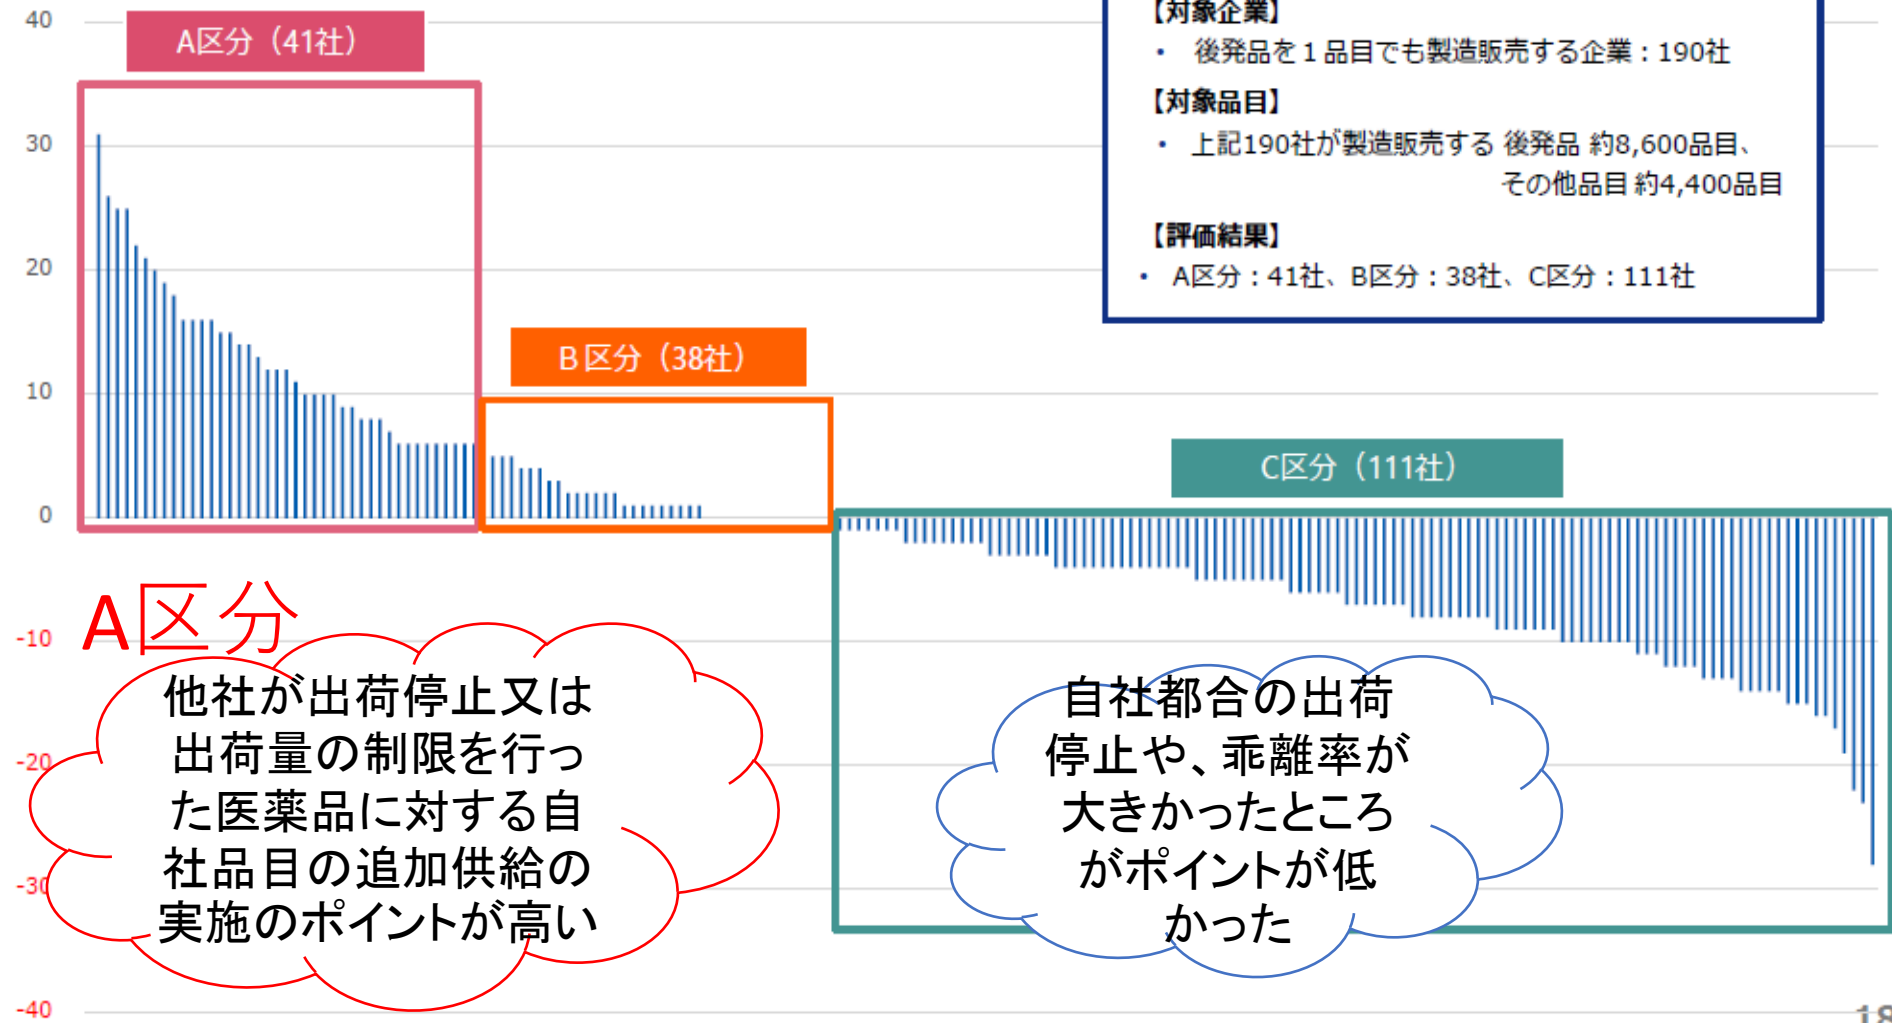 40
30
20
10
0
-10
-20
-30
-40
A区分（41社）
B区分（38社）
C区分（111社）
【対象企業】
・ 後発品を１品目でも製造販売する企業：190社
【対象品目】
・ 上記190社が製造販売する 後発品 約8,600品目、
その他品目 約4,400品目
【評価結果】
・ A区分：41社、B区分：38社、C区分：111社
A区分
他社が出荷停止又は
出荷量の制限を行っ
た医薬品に対する自
社品目の追加供給の
実施のポイントが高い
自社都合の出荷
停止や、乖離率が
大きかったところ
がポイントが低
かった
18